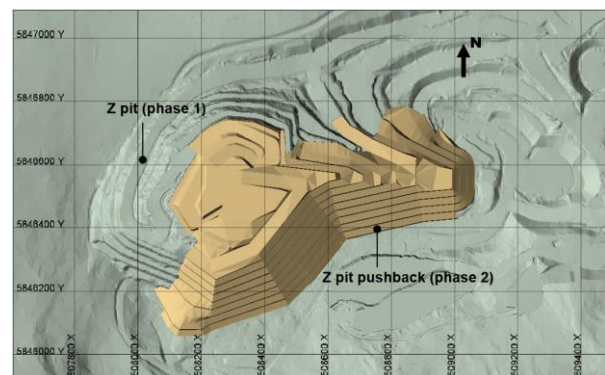 5847000 Y
N
5846800 Y
Z pit (phase 1)
5846600 Y
5846400 Y
Z pit pushback (phase 2)
5846200 Y
5846000 Y
507800 X
508000 X
508200 X
508400 X
508600 X
508800 X
509000 X
509200 X
509400 X